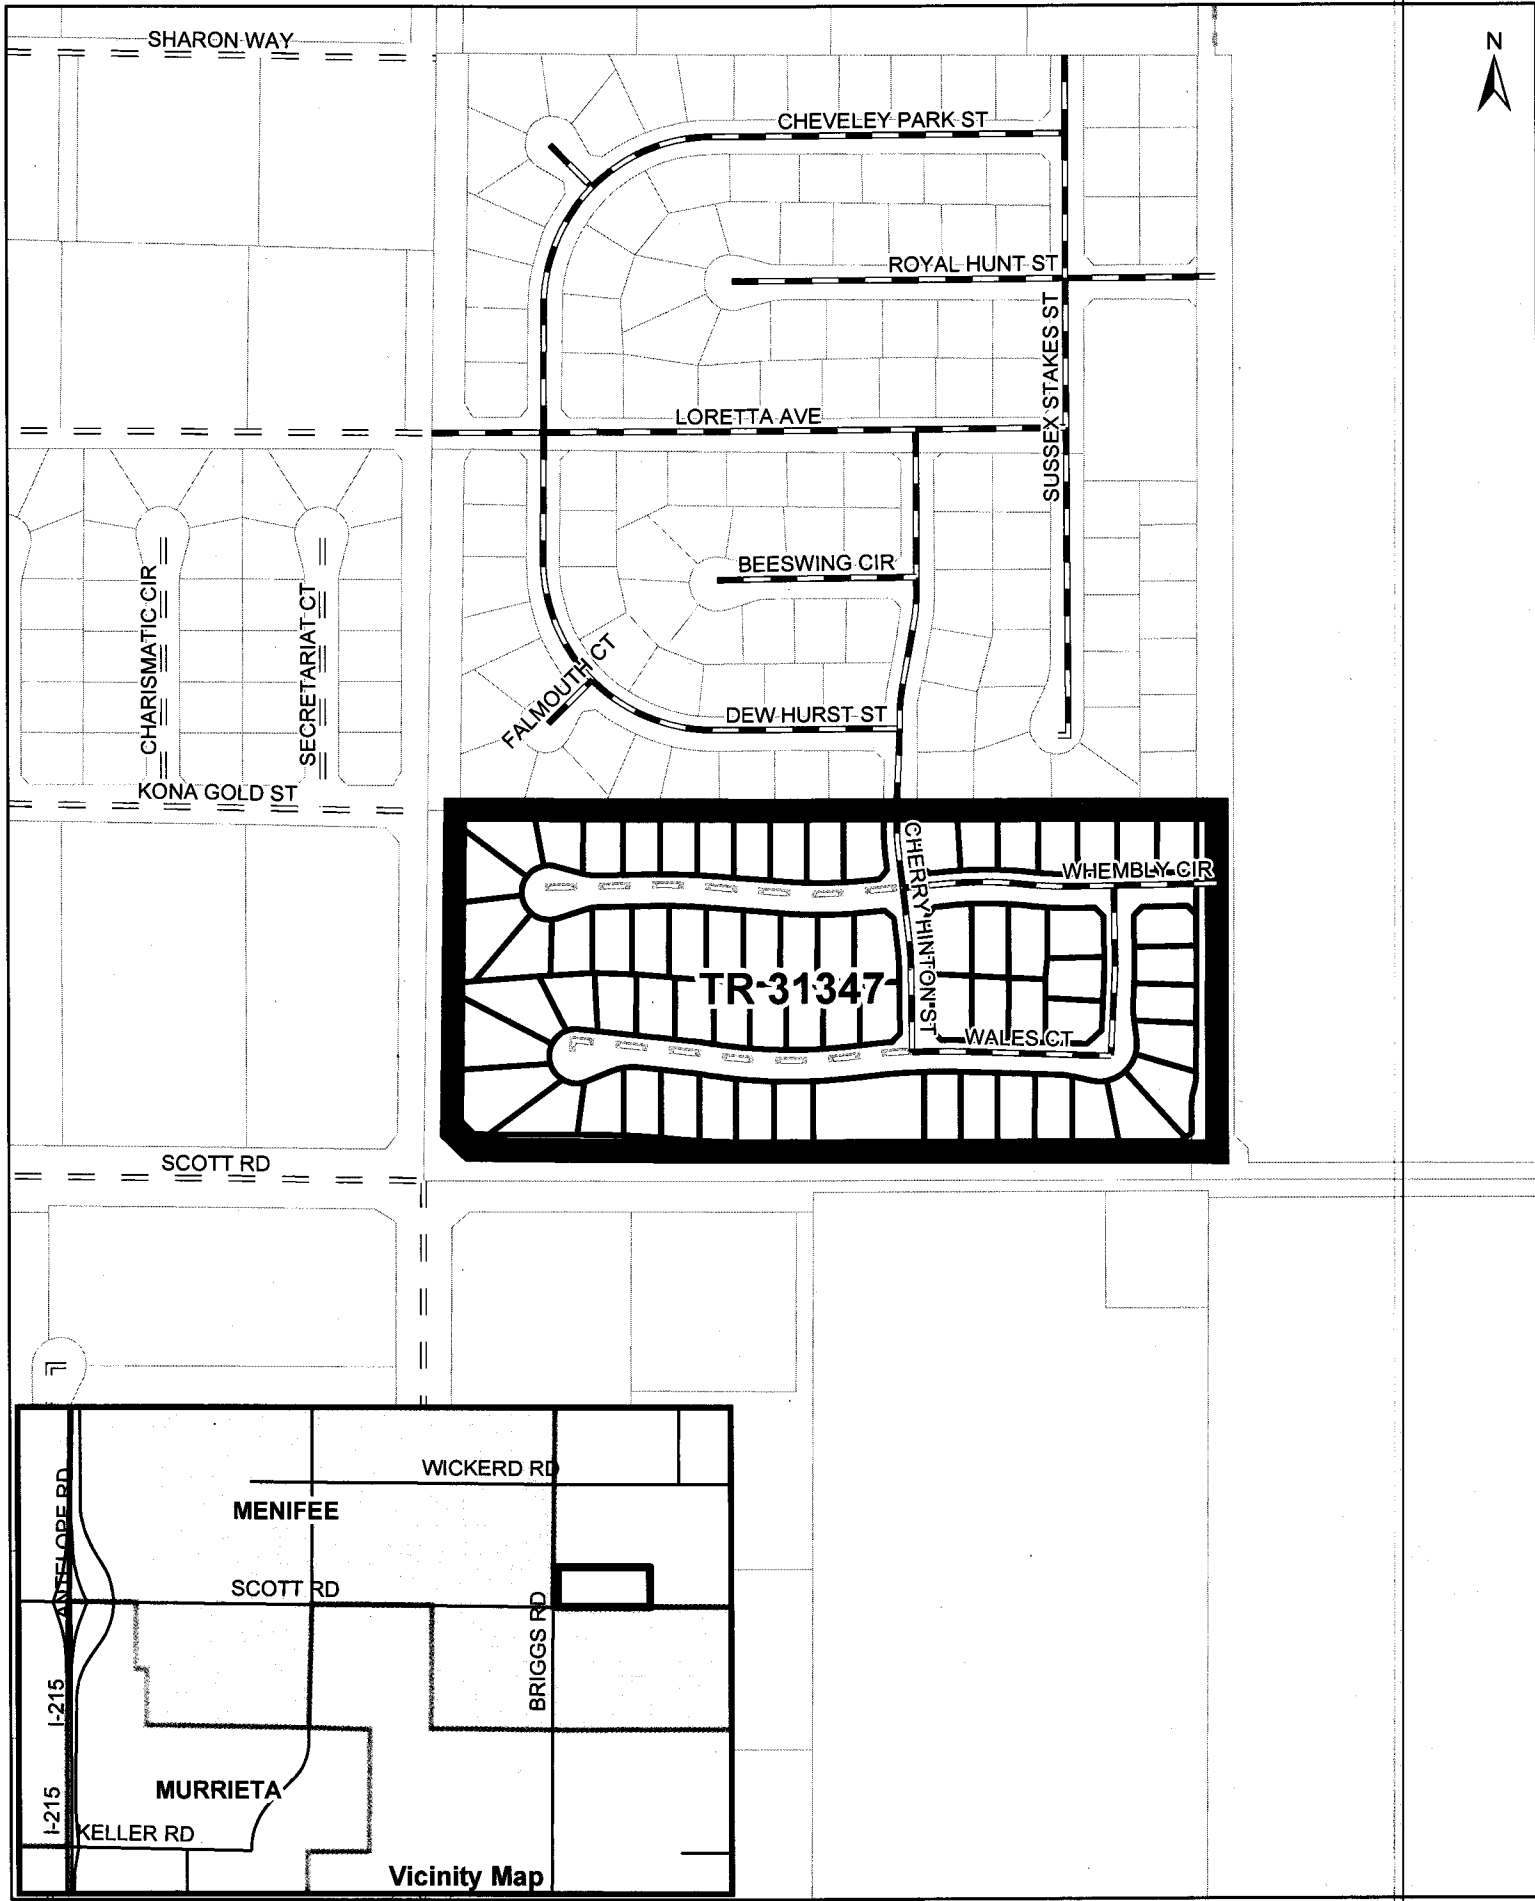 N
SHARON WAY
CHEVELEY PARK ST
ROYAL HUNT ST
SUSSEX STAKES ST
LORETTA AVE
BEESWING CIR
CHARISMATIC CIR
SECRETARIAT CT
FALMOUTH CT
DEW HURST ST
KONA GOLD ST
CHERRY HINTON ST
WHEMBLY CIR
TR 31347
WALES CT
SCOTT RD
WICKERD RD
MENIFEE
ANTELOPE RD
SCOTT RD
BRIGGS RD
I-215
MURRIETA
I-215
KELLER RD
Vicinity Map